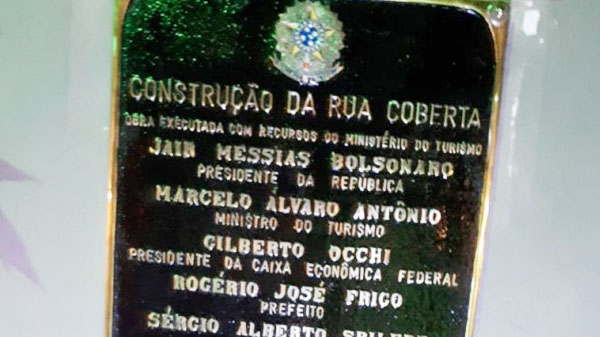 CONSTRUÇÃO DA RUA COBERTA
OBRA EXECUTADA COM RECURSOS DO MINISTÉRIO DO TURISMO
JAIR MESSIAS BOLSONARO
PRESIDENTE DA REPÚBLICA
MARCELO ÁLVARO ANTÔNIO
MINISTRO DO TURISMO
GILBERTO OCCHI
PRESIDENTE DA CAIXA ECONÔMICA FEDERAL
ROGÉRIO JOSÉ FRIGO
PREFEITO
SÉRGIO ALBERTO